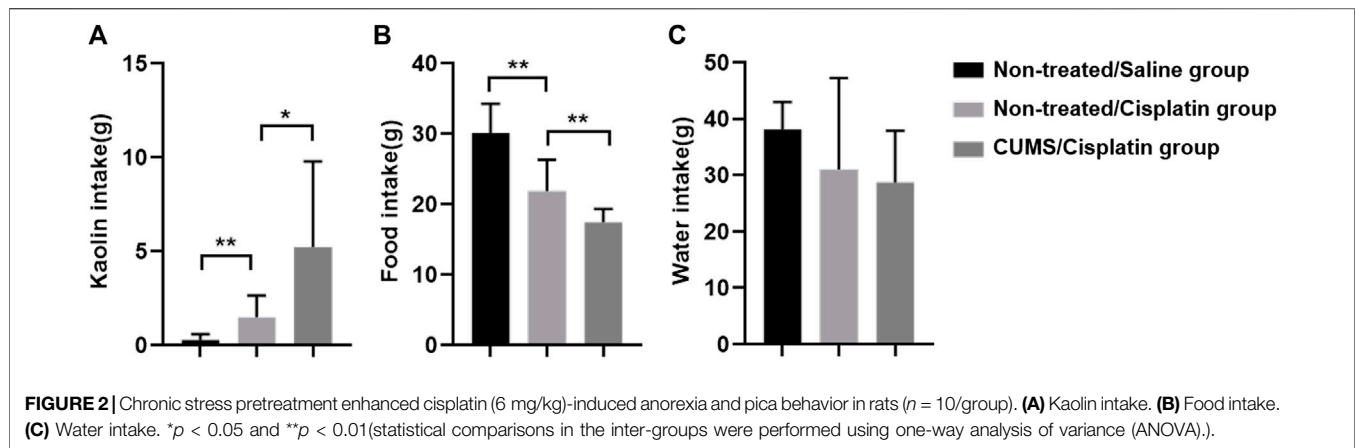 A
B
C
15
10
5
0
Kaolin intake(g)
**
*
40
30
20
10
0
Food intake(g)
**
**
50
40
30
20
10
0
Water intake(g)
Non-treated/Saline group
Non-treated/Cisplatin group
CUMS/Cisplatin group
FIGURE 2 | Chronic stress pretreatment enhanced cisplatin (6 mg/kg)-induced anorexia and pica behavior in rats (n = 10/group). (A) Kaolin intake. (B) Food intake.
(C) Water intake. *p < 0.05 and **p < 0.01(statistical comparisons in the inter-groups were performed using one-way analysis of variance (ANOVA).).